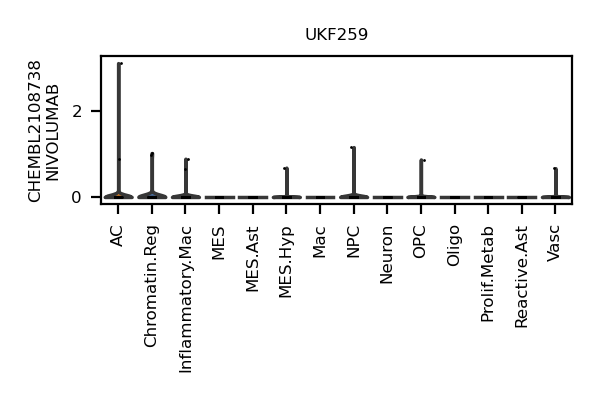 UKF259
CHEMBL2108738
NIVOLUMAB
2
0
AC
Chromatin.Reg
Inflammatory.Mac
MES
MES.Ast
MES.Hyp
Mac
NPC
Neuron
OPC
Oligo
Prolif.Metab
Reactive.Ast
Vasc